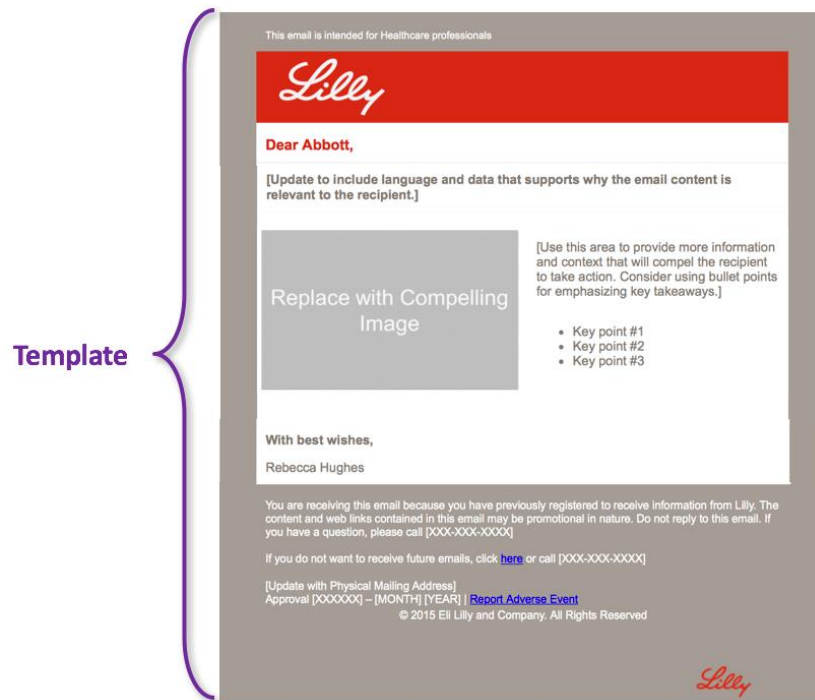 This email is intended for Healthcare professionals
Lilly
Dear Abbott,
[Update to include language and data that supports why the email content is
relevant to the recipient.]
Replace with Compelling
Image
[Use this area to provide more information
and context that will compel the recipient
to take action. Consider using bullet points
for emphasizing key takeaways.]
• Key point #1
• Key point #2
• Key point #3
Template
With best wishes,
Rebecca Hughes
You are receiving this email because you have previously registered to receive information from Lilly. The
content and web links contained in this email may be promotional in nature. Do not reply to this email. If
you have a question, please call [XXX-XXX-XXXX]
If you do not want to receive future emails, click here or call [XXX-XXX-XXXX]
[Update with Physical Mailing Address]
Approval [XXXXXX] – [MONTH] [YEAR] | Report Adverse Event
© 2015 Eli Lilly and Company. All Rights Reserved
Lilly